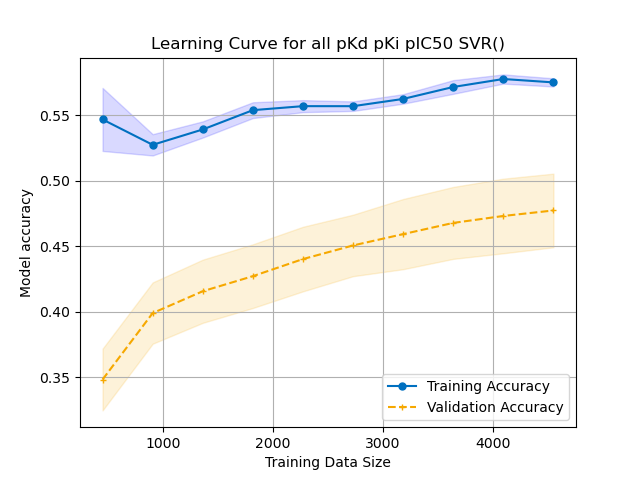 Learning Curve for all pKd pKi pIC50 SVR()
Model accuracy
0.55
0.50
0.45
0.40
0.35
1000
2000
3000
4000
Training Data Size
Training Accuracy
Validation Accuracy